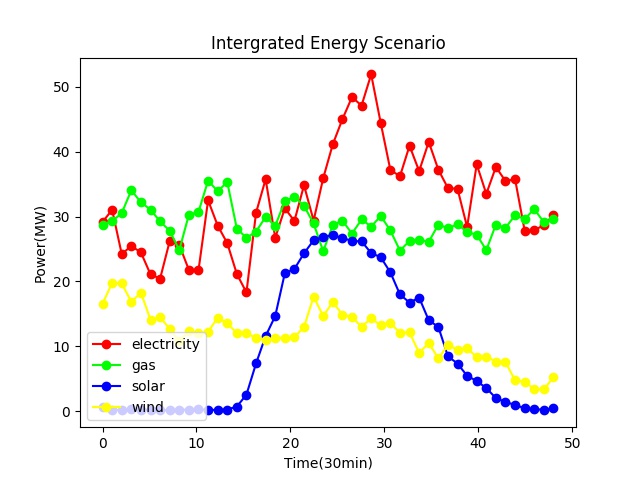 Intergrated Energy Scenario
Power(MW)
50
40
30
20
10
0
electricity
gas
solar
wind
0 10 20 30 40 50
Time(30min)